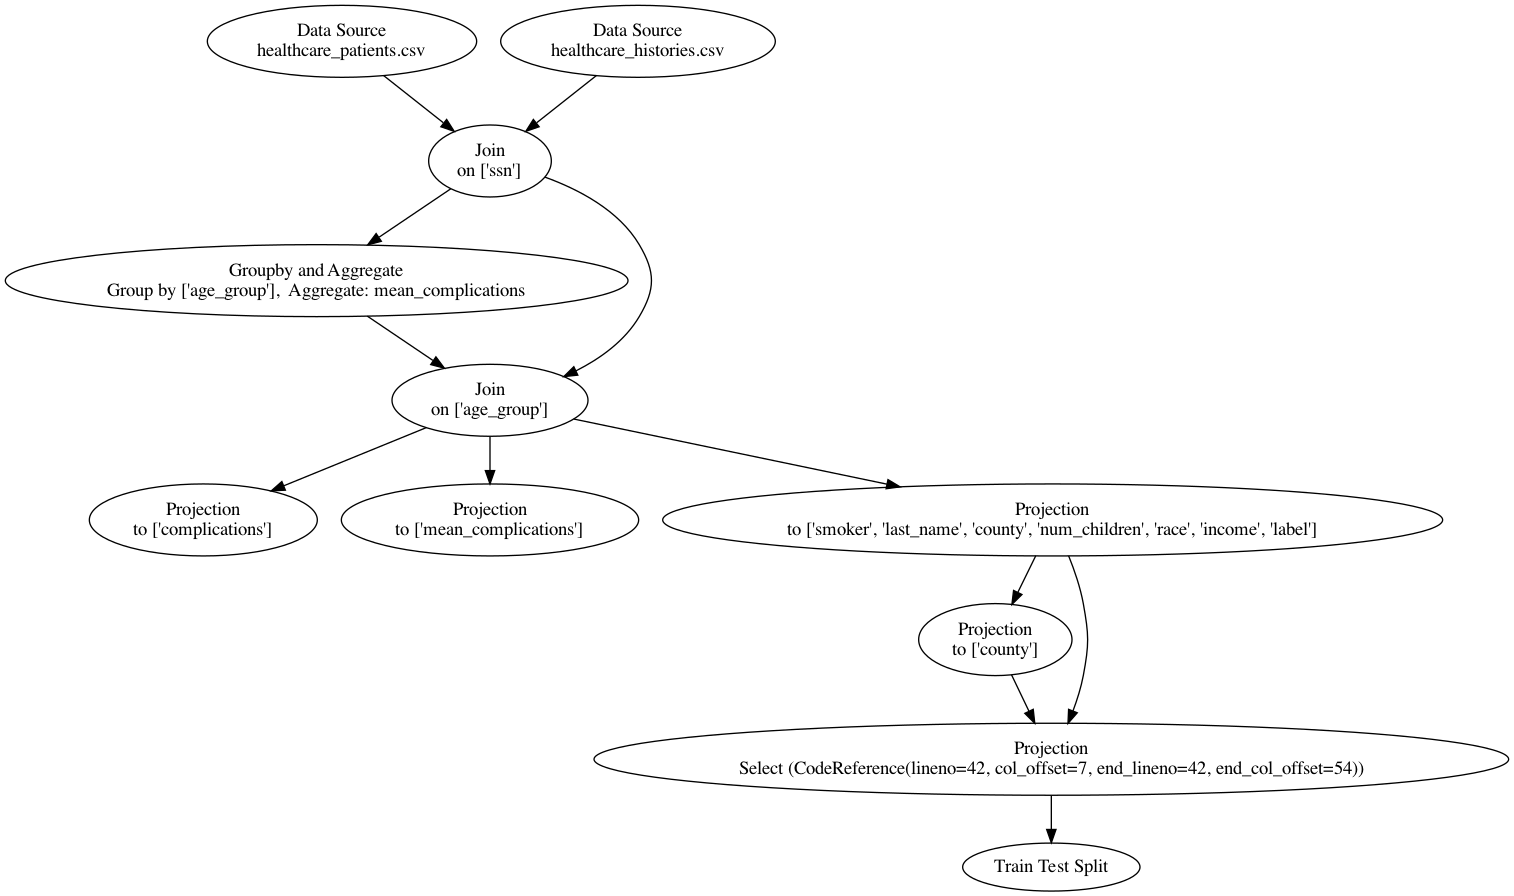 Data Source
healthcare_patients.csv
Data Source
healthcare_histories.csv
Join
on ['ssn']
Groupby and Aggregate
Group by ['age_group'],  Aggregate: mean_complications
Join
on ['age_group']
Projection
to ['complications']
Projection
to ['mean_complications']
Projection
to ['smoker', 'last_name', 'county', 'num_children', 'race', 'income', 'label']
Projection
to ['county']
Projection
Select (CodeReference(lineno=42, col_offset=7, end_lineno=42, end_col_offset=54))
Train Test Split